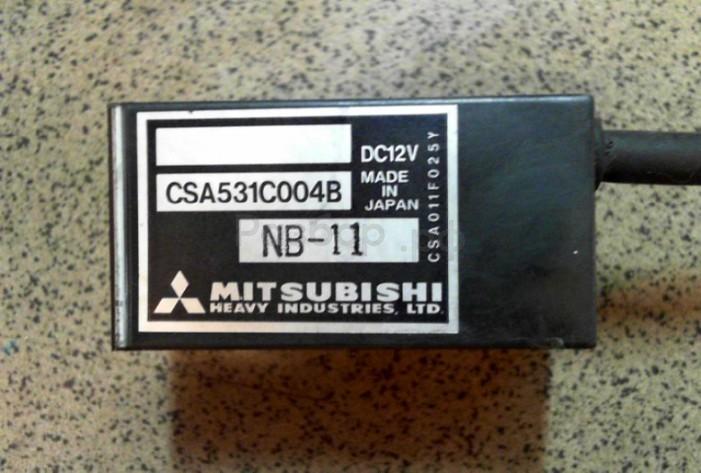 DC12V
CSA531C004B
MADE
IN
JAPAN
NB-11
CSA011F025Y
MITSUBISHI
HEAVY INDUSTRIES, LTD.